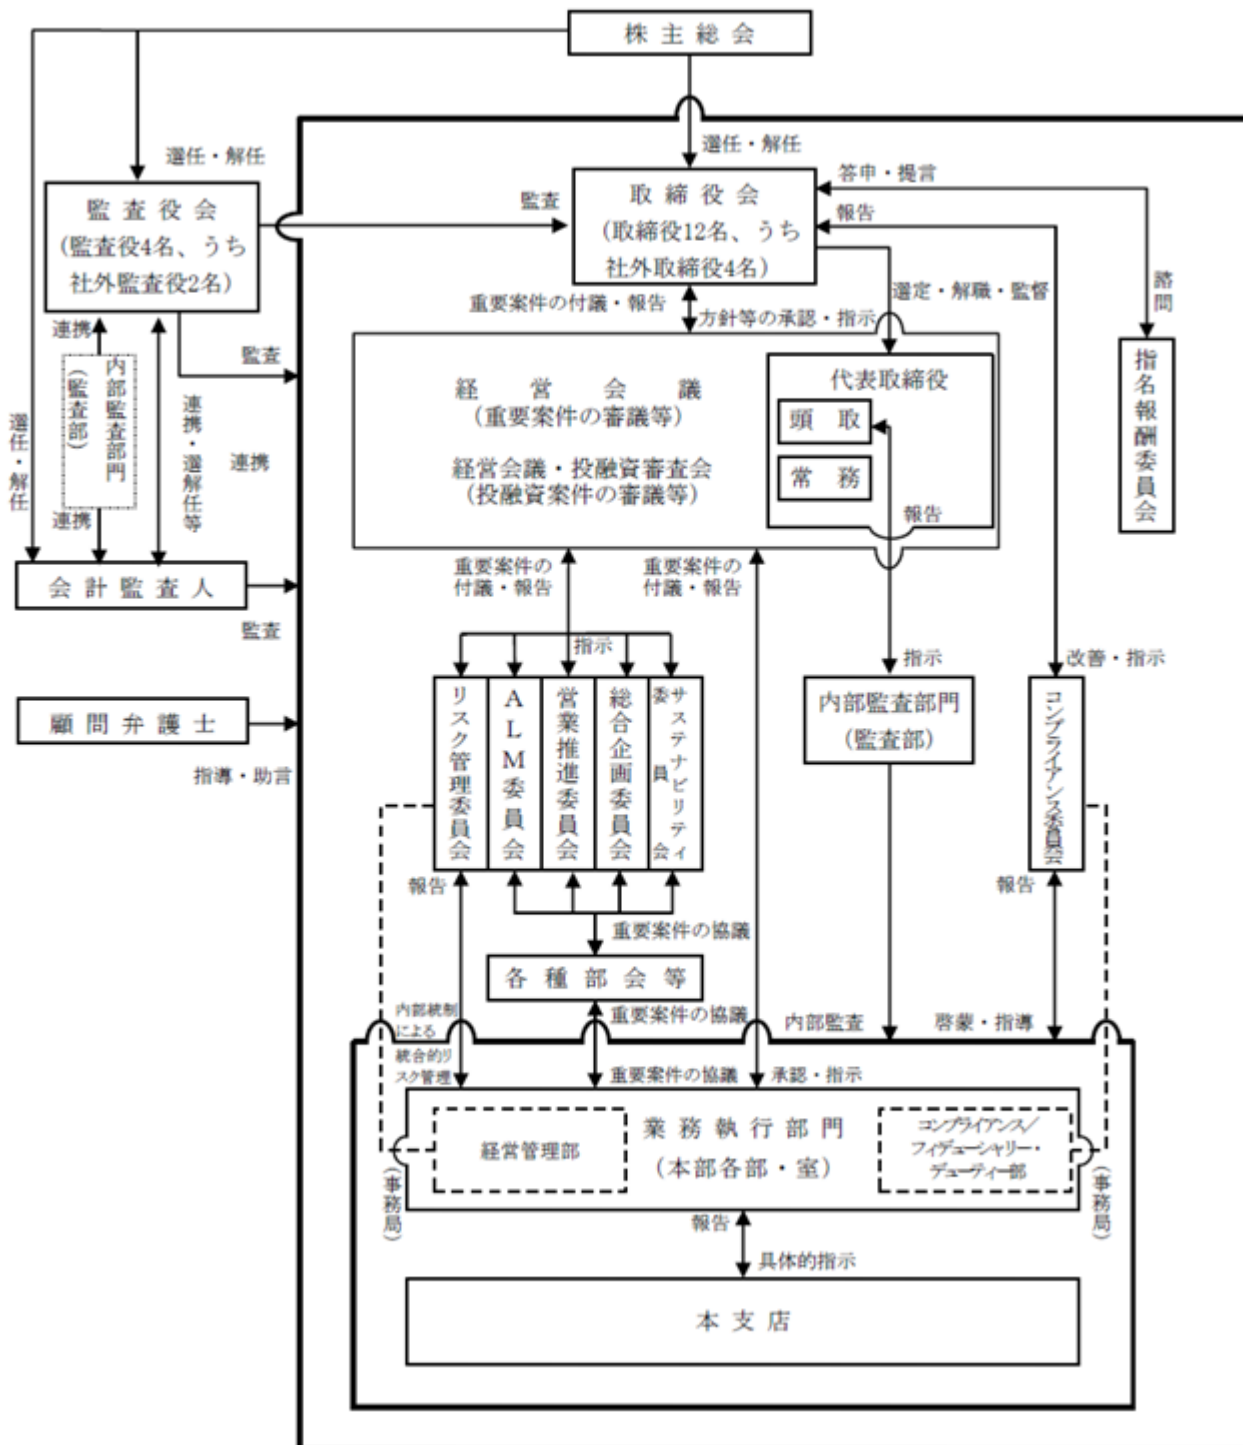 株主総会
選任・解任
選任・解任
監査役会
(監査役4名、うち
社外監査役2名)
監査
取締役会
(取締役12名、うち
社外取締役4名)
答申・提言
報告
諮問
指名報酬委員会
選定・解職・監督
重要案件の付議・報告
方針等の承認・指示
連携
内部監査部門
(監査部)
連携
連携・選解任等
連携
監査
選任・解任
経営会議
(重要案件の審議等)
経営会議・投融資審査会
(投融資案件の審議等)
代表取締役
頭取
常務
報告
会計監査人
監査
重要案件の
付議・報告
重要案件の
付議・報告
指示
指示
改善・指示
顧問弁護士
指導・助言
リスク管理委員会
ALM委員会
営業推進委員会
総合企画委員会
サステナビリティ
委員会
内部監査部門
(監査部)
コンプライアンス委員会
報告
報告
重要案件の協議
各種部会等
内部統制
による
統合的リ
スク管理
重要案件の協議
内部監査
啓蒙・指導
重要案件の協議
承認・指示
業務執行部門
(本部各部・室)
経営管理部
コンプライアンス/
フィデューシャリー・
デューティー部
(事務局)
(事務局)
報告
具体的指示
本支店